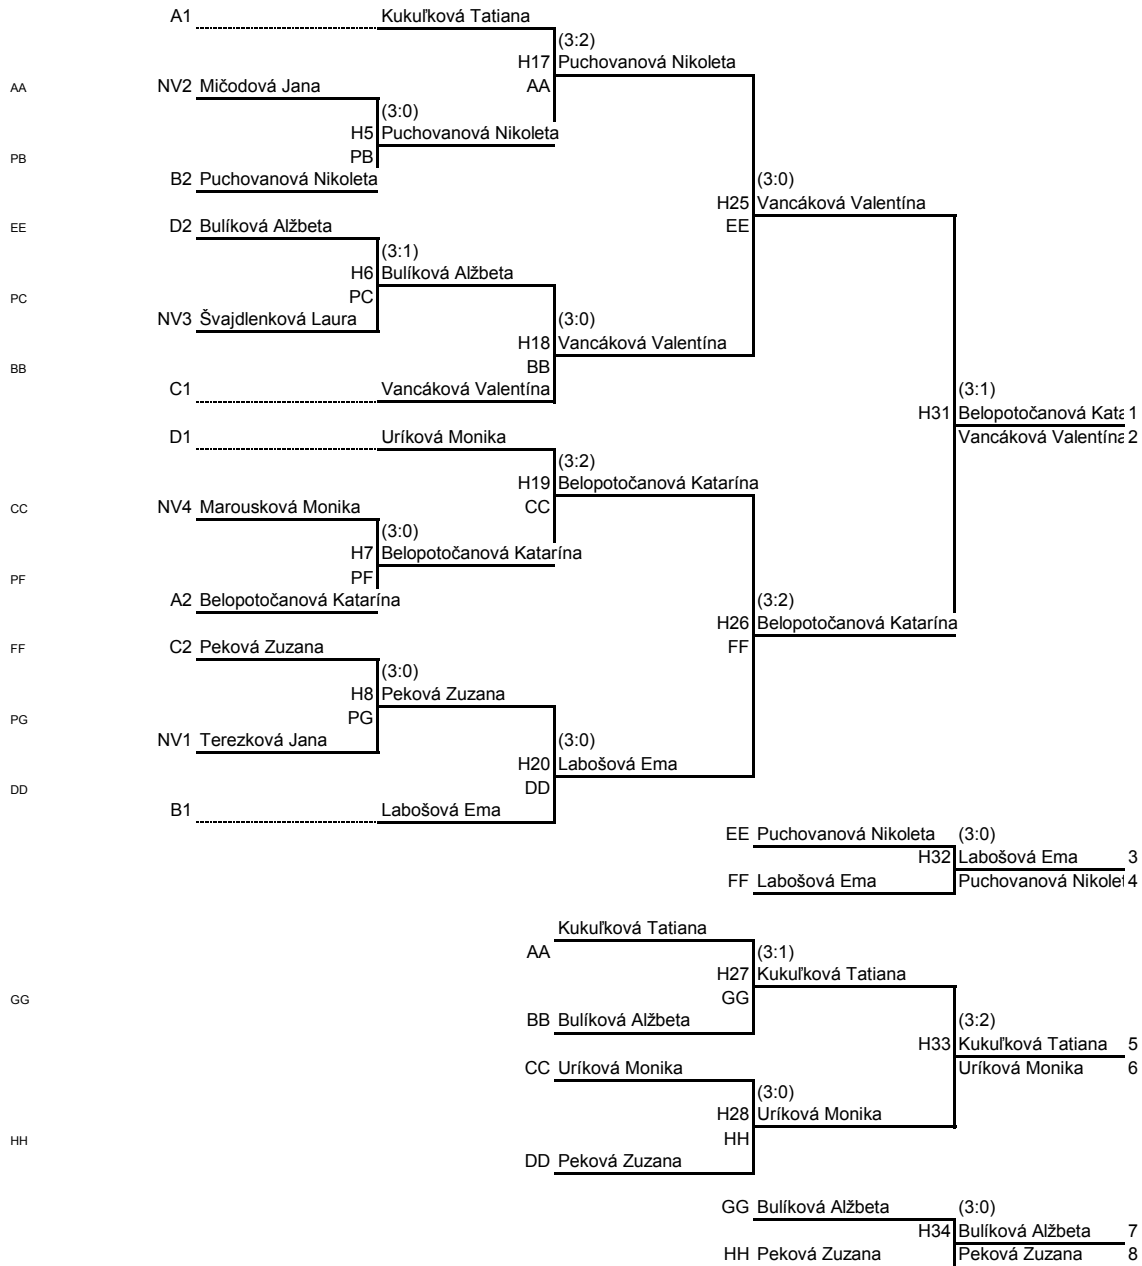 A1 Kukuľková Tatiana
(3:2)
H17 Puchovanová Nikoleta
AA NV2 Mičodová Jana AA
(3:0)
H5 Puchovanová Nikoleta
PB PB
B2 Puchovanová Nikoleta (3:0)
H25 Vancáková Valentína
EE D2 Bulíková Alžbeta EE
(3:1)
H6 Bulíková Alžbeta
PC PC
NV3 Švajdlenková Laura (3:0)
H18 Vancáková Valentína
BB BB
C1 Vancáková Valentína (3:1)
H31 Belopotočanová Kata 1
D1 Uríková Monika Vancáková Valentína 2
(3:2)
H19 Belopotočanová Katarína
CC NV4 Marousková Monika CC
(3:0)
H7 Belopotočanová Katarína
PF PF
A2 Belopotočanová Katarína (3:2)
H26 Belopotočanová Katarína
FF C2 Peková Zuzana FF
(3:0)
H8 Peková Zuzana
PG PG
NV1 Terezková Jana (3:0)
H20 Labošová Ema
DD DD
B1 Labošová Ema
EE Puchovanová Nikoleta (3:0)
H32 Labošová Ema 3
FF Labošová Ema Puchovanová Nikolet 4
Kukuľková Tatiana
AA (3:1)
H27 Kukuľková Tatiana
GG GG
BB Bulíková Alžbeta (3:2)
H33 Kukuľková Tatiana 5
CC Uríková Monika Uríková Monika 6
(3:0)
H28 Uríková Monika
HH HH
DD Peková Zuzana
GG Bulíková Alžbeta (3:0)
H34 Bulíková Alžbeta 7
HH Peková Zuzana Peková Zuzana 8